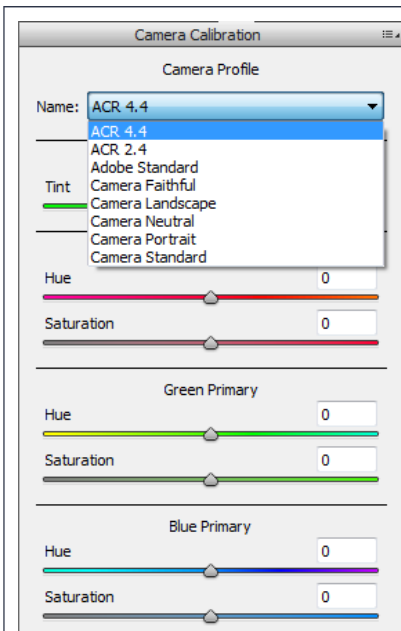 Camera Calibration
Camera Profile
Name: ACR 4.4
ACR 4.4
ACR 2.4
Adobe Standard
Camera Faithful
Camera Landscape
Camera Neutral
Camera Portrait
Camera Standard
Tint
Hue 0
Saturation 0
Green Primary
Hue 0
Saturation 0
Blue Primary
Hue 0
Saturation 0